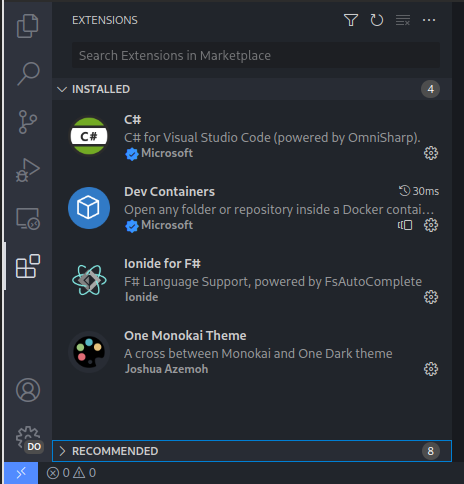 EXTENSIONS
Search Extensions in Marketplace
INSTALLED 4
C#
C#
C# for Visual Studio Code (powered by OmniSharp).
Microsoft
Dev Containers 30ms
Open any folder or repository inside a Docker contai...
Microsoft
Ionide for F#
F# Language Support, powered by FsAutoComplete
Ionide
One Monokai Theme
A cross between Monokai and One Dark theme
Joshua Azemoh
DO
RECOMMENDED 8
0 0